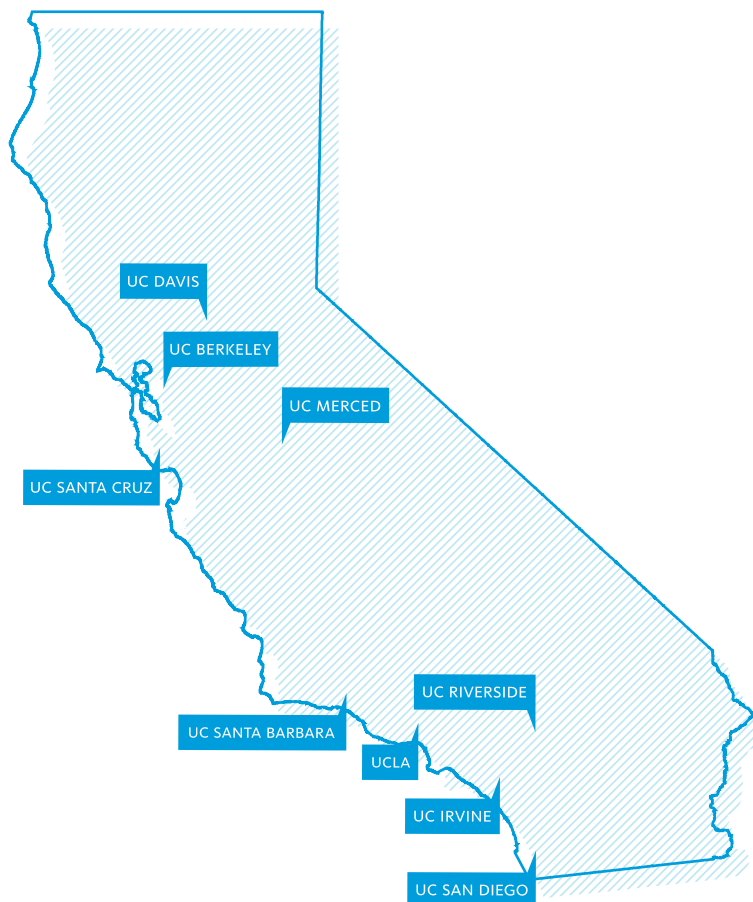 UC DAVIS
UC BERKELEY
UC MERCED
UC SANTA CRUZ
UC RIVERSIDE
UC SANTA BARBARA
UCLA
UC IRVINE
UC SAN DIEGO